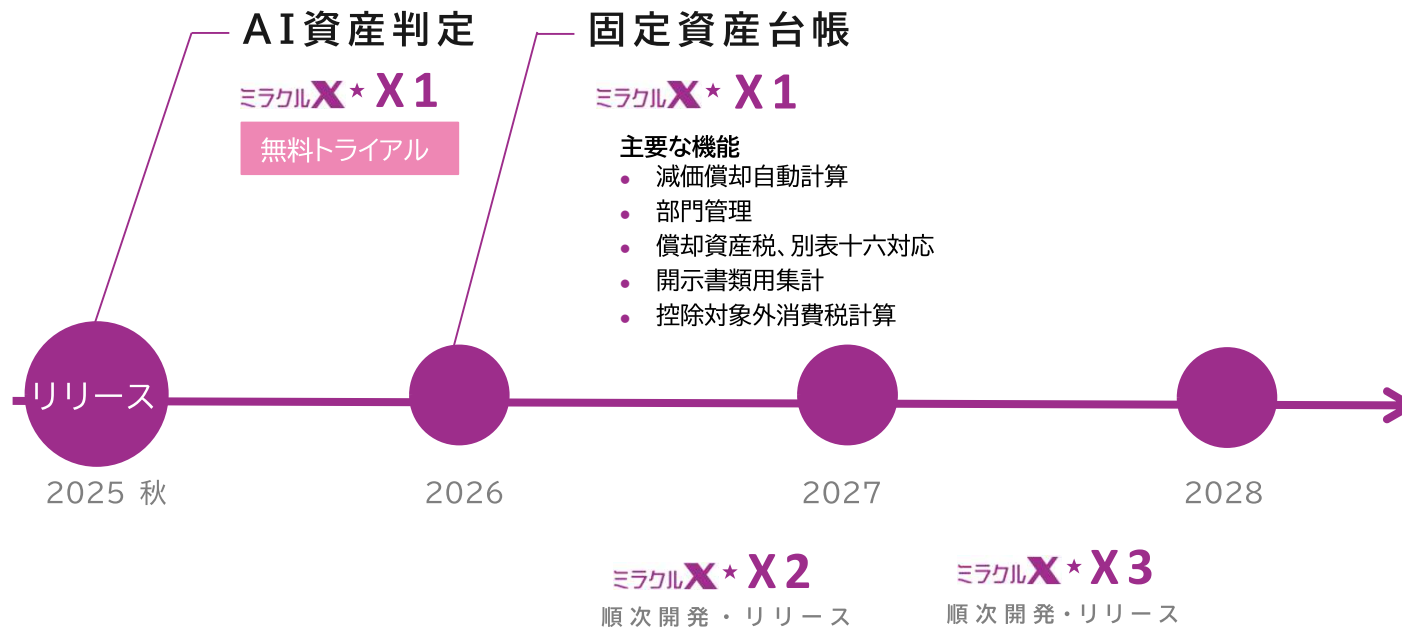 AI資産判定
ミラクルX★ X1
無料トライアル
固定資産台帳
ミラクルX★ X1
主要な機能
• 減価償却自動計算
• 部門管理
• 償却資産税、別表十六対応
• 開示書類用集計
• 控除対象外消費税計算
リリース
2025 秋
2026
2027
2028
ミラクルX★ X2
順次開発・リリース
ミラクルX★ X3
順次開発・リリース